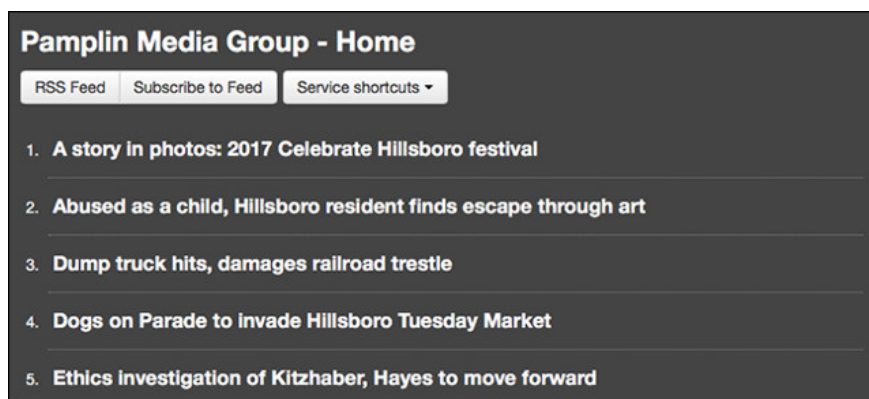 Pamplin Media Group - Home
RSS Feed Subscribe to Feed Service shortcuts
1. A story in photos: 2017 Celebrate Hillsboro festival
2. Abused as a child, Hillsboro resident finds escape through art
3. Dump truck hits, damages railroad trestle
4. Dogs on Parade to invade Hillsboro Tuesday Market
5. Ethics investigation of Kitzhaber, Hayes to move forward